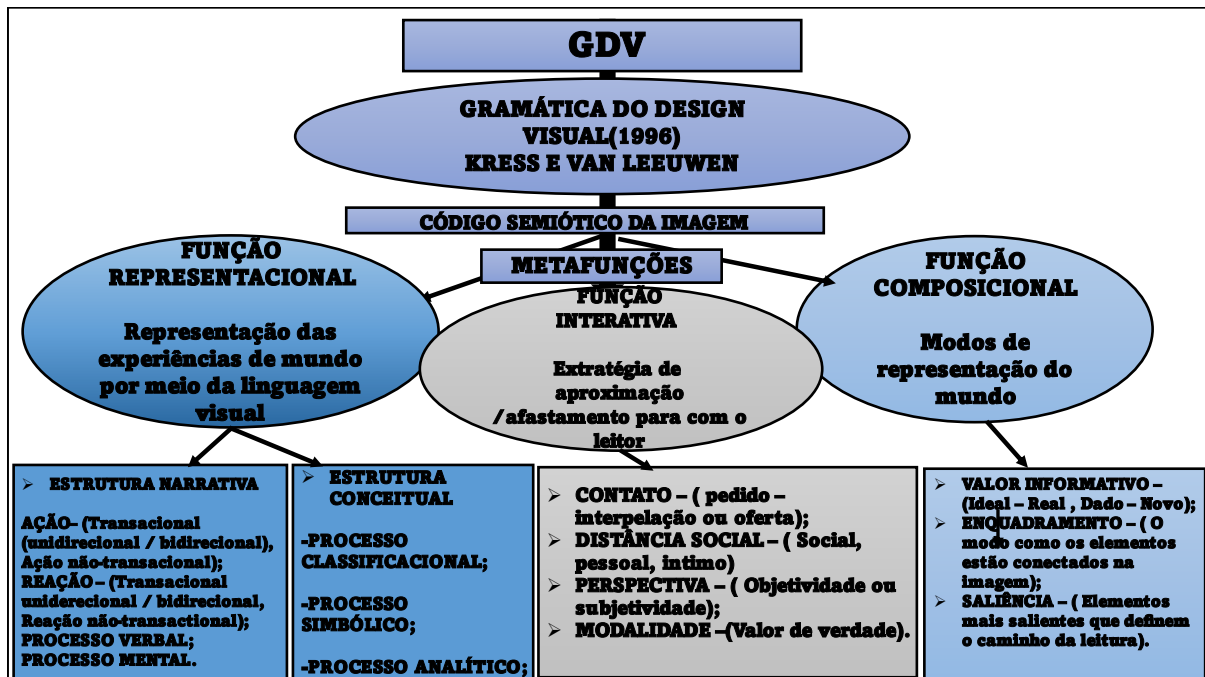 GDV
GRAMÁTICA DO DESIGN
VISUAL(1996)
KRESS E VAN LEEUWEN
CÓDIGO SEMIÓTICO DA IMAGEM
METAFUNÇÕES
FUNÇÃO
REPRESENTACIONAL
Representação das
experiências de mundo
por meio da linguagem
visual
FUNÇÃO
INTERATIVA
Extratégia de
aproximação
/afastamento para com o
leitor
FUNÇÃO
COMPOSICIONAL
Modos de
representação do
mundo
➢ ESTRUTURA NARRATIVA
AÇÃO– (Transacional
(unidirecional / bidirecional),
Ação não-transacional);
REAÇÃO – (Transacional
uniderecional / bidirecional,
Reação não-transactional);
PROCESSO VERBAL;
PROCESSO MENTAL.
➢ ESTRUTURA
CONCEITUAL
-PROCESSO
CLASSIFICACIONAL;
-PROCESSO
SIMBÓLICO;
-PROCESSO ANALÍTICO;
➢ CONTATO – ( pedido –
interpelação ou oferta);
➢ DISTÂNCIA SOCIAL – ( Social,
pessoal, intimo)
➢ PERSPECTIVA – ( Objetividade ou
subjetividade);
➢ MODALIDADE –(Valor de verdade).
➢ VALOR INFORMATIVO –
(Ideal – Real , Dado – Novo);
➢ ENQUADRAMENTO – ( O
modo como os elementos
estão conectados na
imagem);
➢ SALIÊNCIA – ( Elementos
mais salientes que definem
o caminho da leitura).